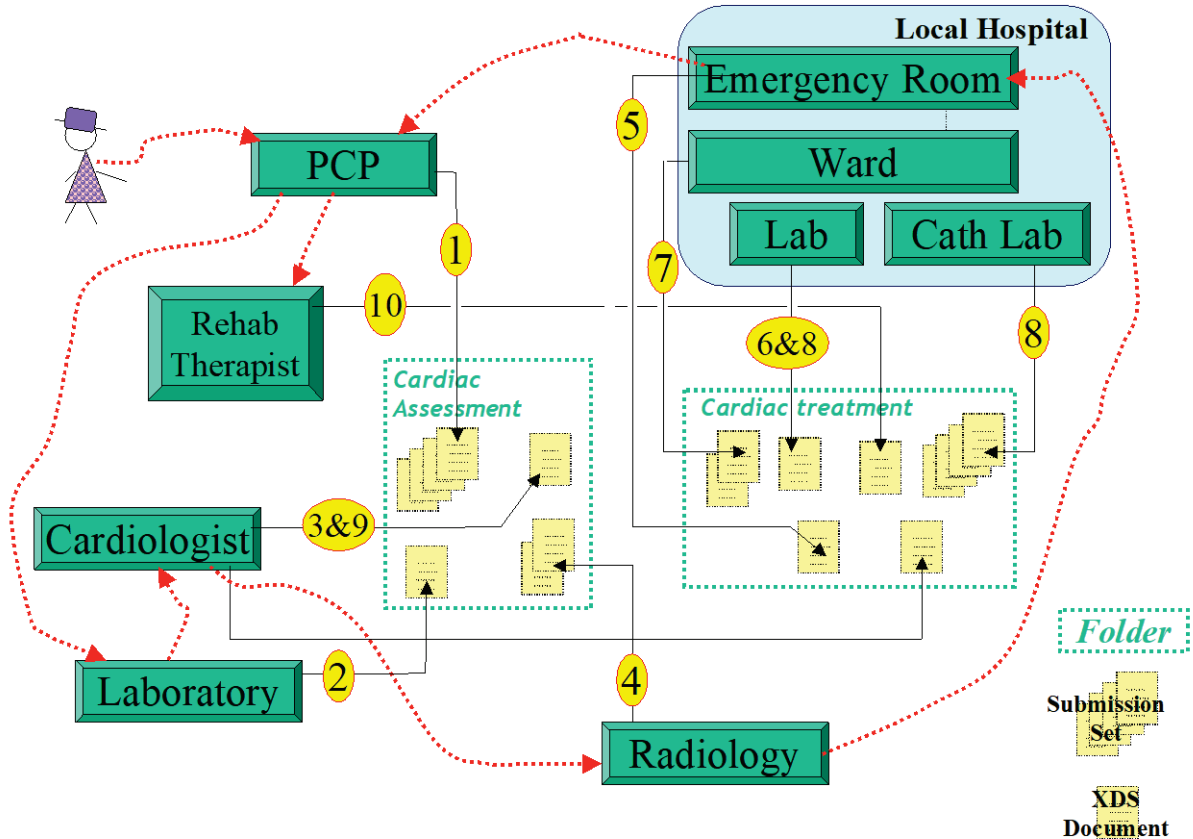 Local Hospital
Emergency Room
5
PCP
Ward
1
Lab
Cath Lab
7
Rehab
Therapist
10
6&8
8
Cardiac
Assessment
Cardiac treatment
Cardiologist
3&9
Folder
Laboratory
2
4
Submission
Set
Radiology
XDS
Document